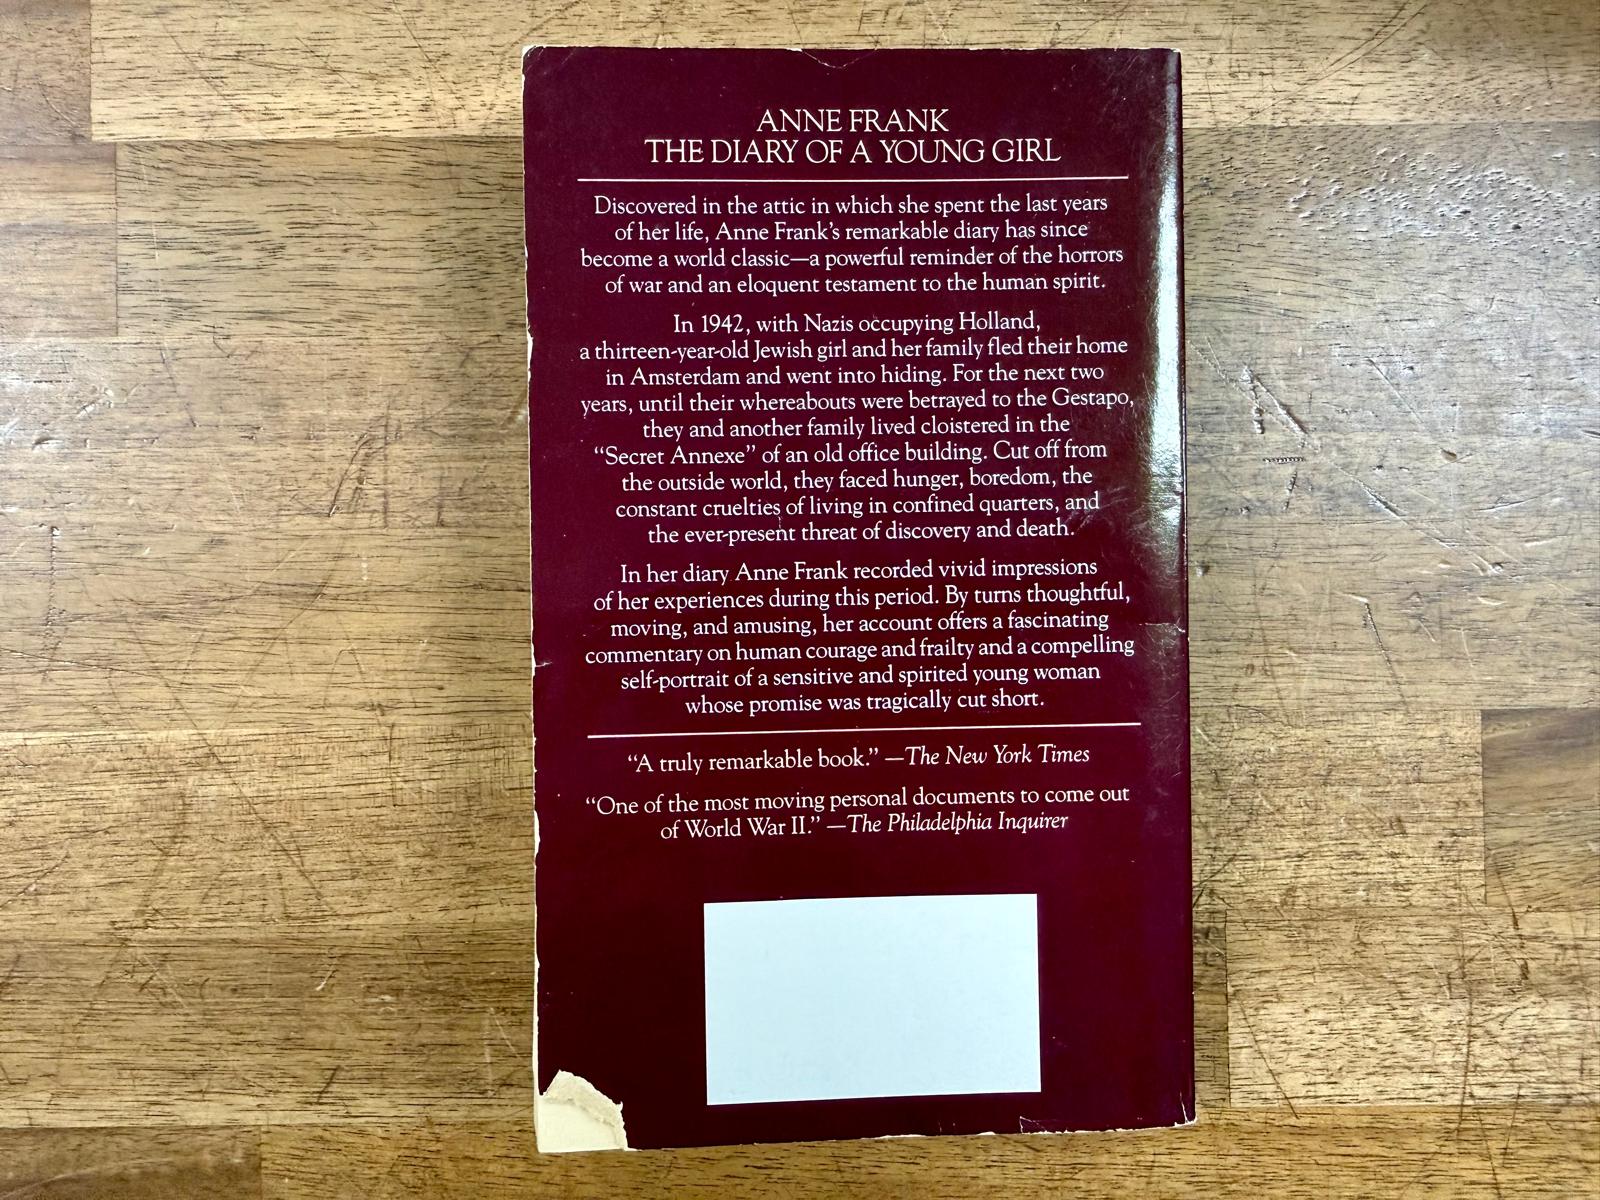 ANNE FRANK
THE DIARY OF A YOUNG GIRL
Discovered in the attic in which she spent the last years
of her life, Anne Frank's remarkable diary has since
become a world classic—a powerful reminder of the horrors
of war and an eloquent testament to the human spirit.
In 1942, with Nazis occupying Holland,
a thirteen-year-old Jewish girl and her family fled their home
in Amsterdam and went into hiding. For the next two
years, until their whereabouts were betrayed to the Gestapo,
they and another family lived cloistered in the
“Secret Annexe” of an old office building. Cut off from
the outside world, they faced hunger, boredom, the
constant cruelties of living in confined quarters, and
the ever-present threat of discovery and death.
In her diary Anne Frank recorded vivid impressions
of her experiences during this period. By turns thoughtful,
moving, and amusing, her account offers a fascinating
commentary on human courage and frailty and a compelling
self-portrait of a sensitive and spirited young woman
whose promise was tragically cut short.
“A truly remarkable book.” —The New York Times
“One of the most moving personal documents to come out
of World War II.” —The Philadelphia Inquirer